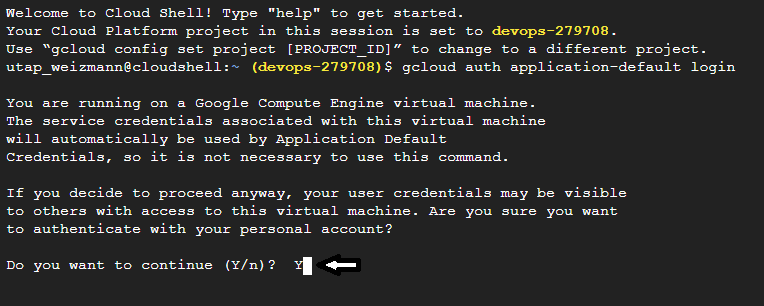 Welcome to Cloud Shell! Type "help" to get started.
Your Cloud Platform project in this session is set to devops-279708.
Use “gcloud config set project [PROJECT_ID]” to change to a different project.
utap_weizmann@cloudshell:~ (devops-279708)$ gcloud auth application-default login
You are running on a Google Compute Engine virtual machine.
The service credentials associated with this virtual machine
will automatically be used by Application Default
Credentials, so it is not necessary to use this command.
If you decide to proceed anyway, your user credentials may be visible
to others with access to this virtual machine. Are you sure you want
to authenticate with your personal account?
Do you want to continue (Y/n)?  Y